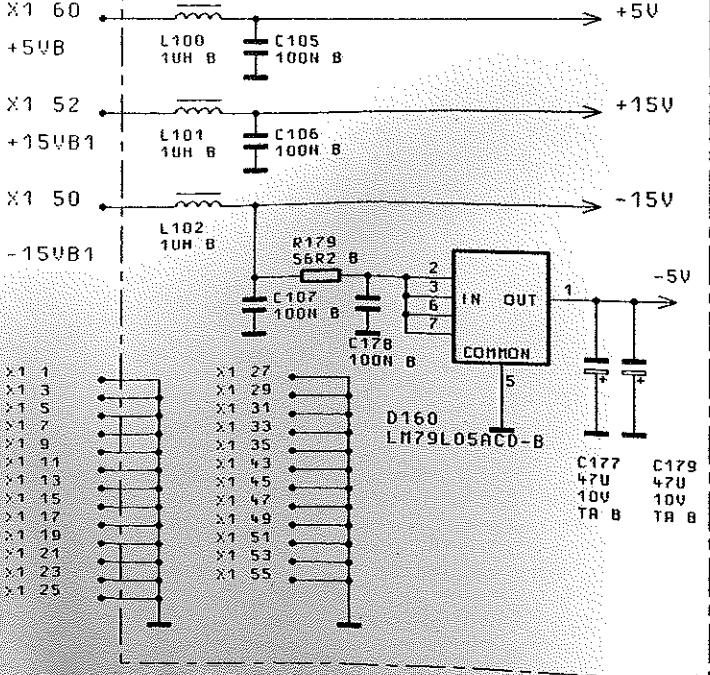 X1 60
+5VB
L100
1UH B
C105
100N B
+5V
X1 52
+15VB1
L101
1UH B
C106
100N B
+15V
X1 50
-15VB1
L102
1UH B
-15V
R179
56R2 B
C107
100N B
C178
100N B
2
3
6
7
IN OUT
COMMON
1
5
-5V
D160
LM79L05ACD-B
C177
47U
10V
TA B
C179
47U
10V
TA B
X1 1
X1 3
X1 5
X1 7
X1 9
X1 11
X1 13
X1 15
X1 17
X1 19
X1 21
X1 23
X1 25
X1 27
X1 29
X1 31
X1 33
X1 35
X1 43
X1 45
X1 47
X1 49
X1 51
X1 53
X1 55